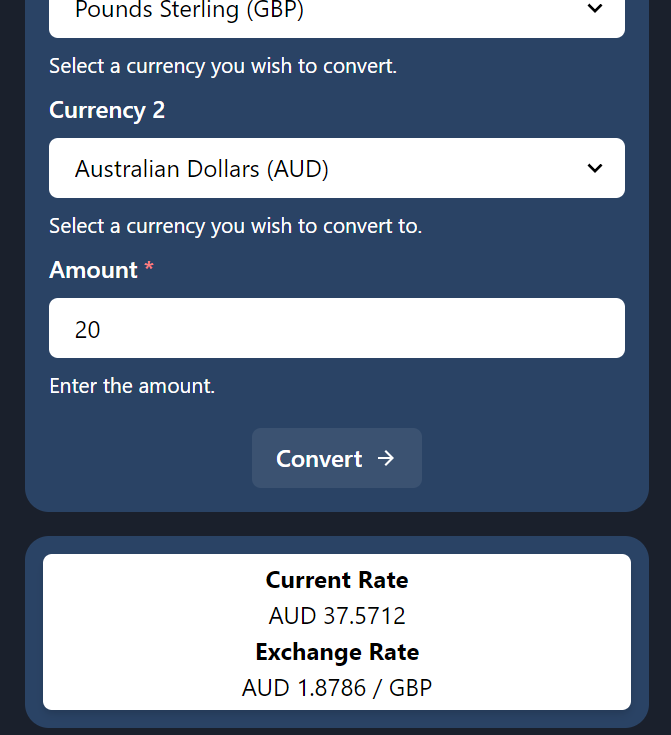 Pounds Sterling (GBP)
Select a currency you wish to convert.
Currency 2
Australian Dollars (AUD)
Select a currency you wish to convert to.
Amount *
20
Enter the amount.
Convert →
Current Rate
AUD 37.5712
Exchange Rate
AUD 1.8786 / GBP